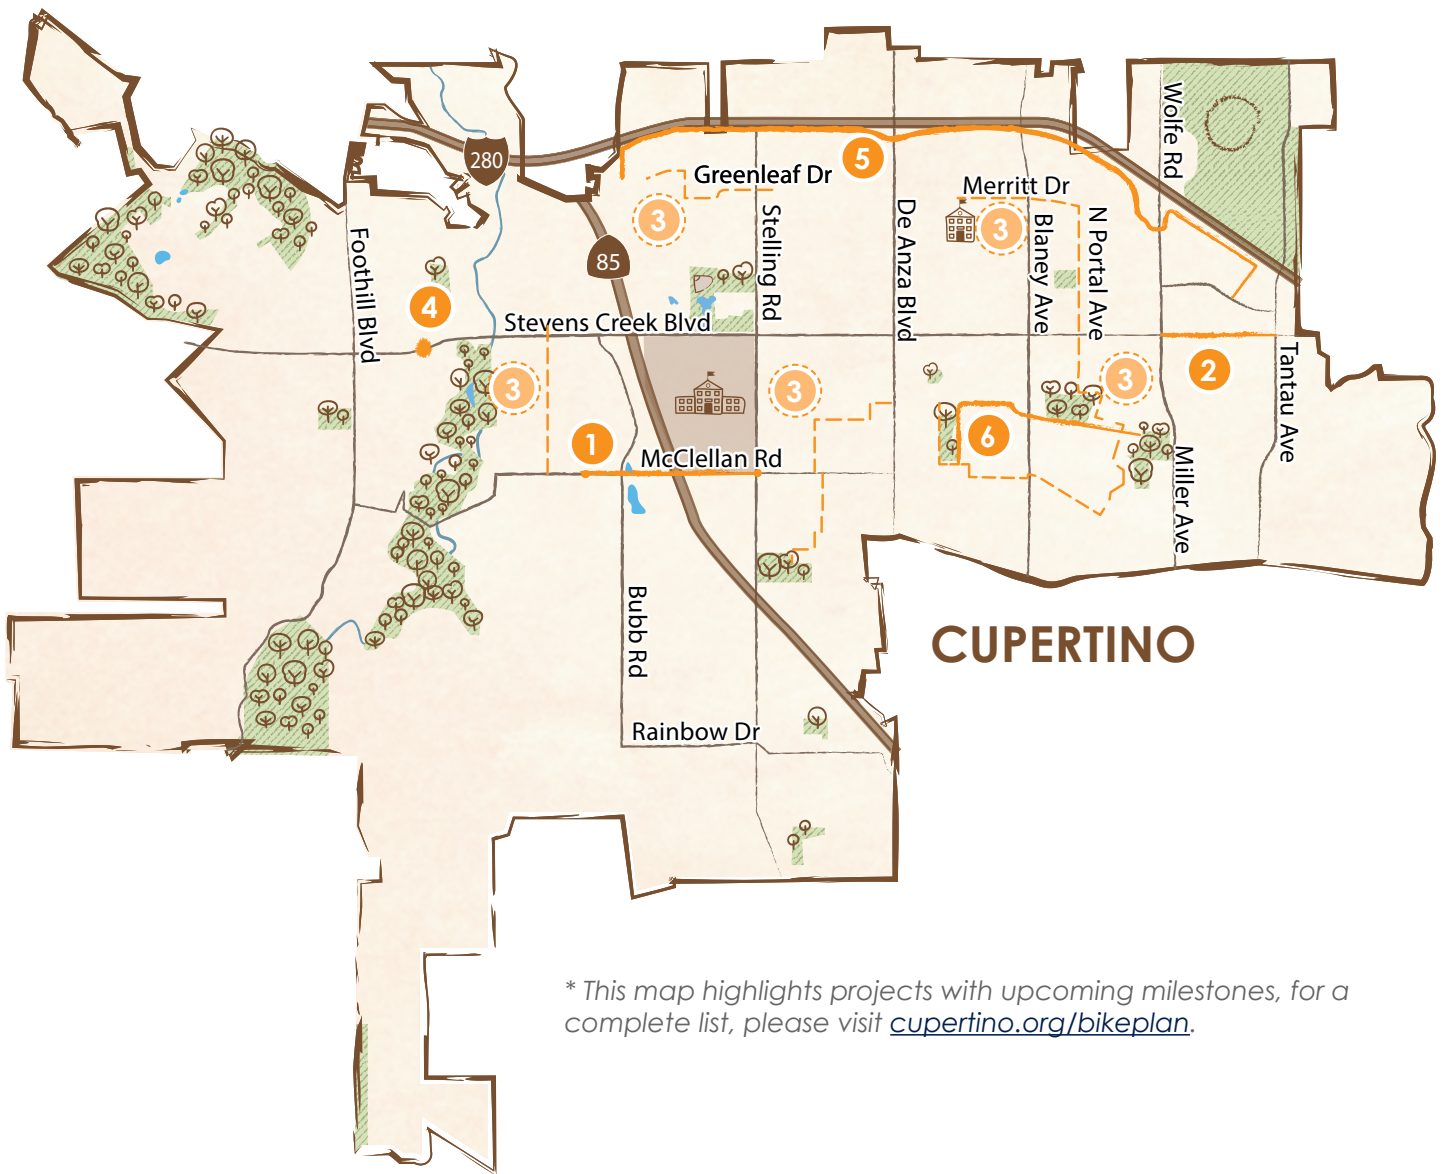 Wolfe Rd
280
5
Greenleaf Dr
Merritt Dr
3
3
Stelling Rd
De Anza Blvd
Blaney Ave
N Portal Ave
Foothill Blvd
85
4
Stevens Creek Blvd
2
Tantau Ave
3
3
3
1
6
McClellan Rd
Miller Ave
Bubb Rd
CUPERTINO
Rainbow Dr
* This map highlights projects with upcoming milestones, for a
complete list, please visit cupertino.org/bikeplan.